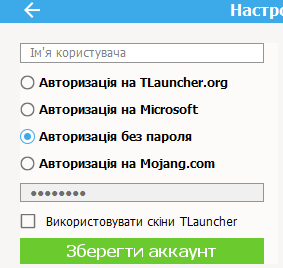 Настро
Ім'я користувача
Авторизація на TLauncher.org
Авторизація на Microsoft
Авторизація без пароля
Авторизація на Mojang.com
●●●●●●●●
Використовувати скіни TLauncher
Зберегти аккаунт